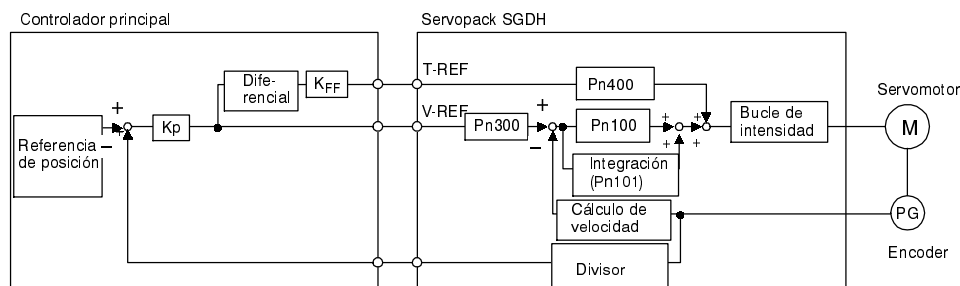 Controlador principal
Servopack SGDH
T-REF
Dife-
rencial
KFF
Pn400
Servomotor
V-REF
+
+
−
Kp
Pn300
+
−
Pn100
+
+
+
+
Bucle de
intensidad
M
Referencia
de posición
Integración
(Pn101)
Cálculo de
velocidad
PG
Divisor
Encoder